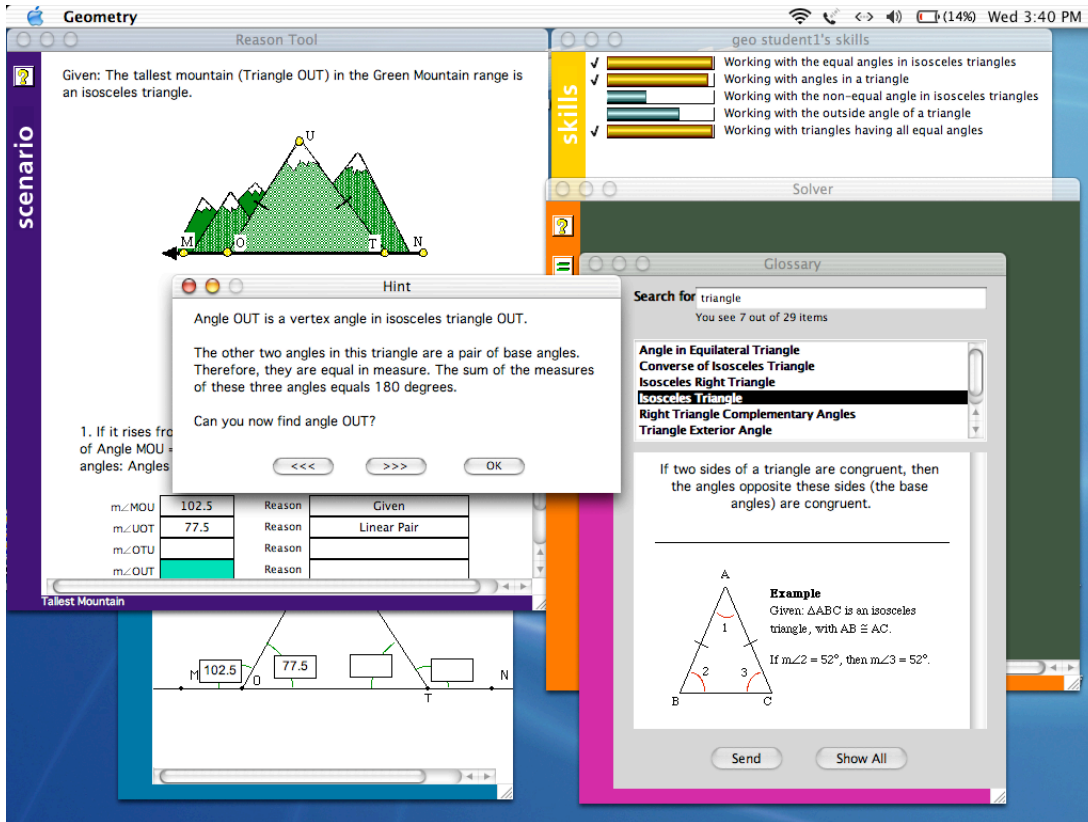 Geometry
(14%) Wed 3:40 PM
Reason Tool
scenario
Given: The tallest mountain (Triangle OUT) in the Green Mountain range is
an isosceles triangle.
U
M
O
T
N
1. If it rises fro
of Angle MOU =
angles: Angles
m∠MOU 102.5 Reason Given
m∠UOT 77.5 Reason Linear Pair
m∠OTU Reason
m∠OUT Reason
Tallest Mountain
Hint
Angle OUT is a vertex angle in isosceles triangle OUT.
The other two angles in this triangle are a pair of base angles.
Therefore, they are equal in measure. The sum of the measures
of these three angles equals 180 degrees.
Can you now find angle OUT?
<<< >>> OK
M 102.5 O 77.5 T N
geo student1's skills
skills
✓ Working with the equal angles in isosceles triangles
✓ Working with angles in a triangle
Working with the non-equal angle in isosceles triangles
Working with the outside angle of a triangle
✓ Working with triangles having all equal angles
Solver
Glossary
Search for triangle
You see 7 out of 29 items
Angle in Equilateral Triangle
Converse of Isosceles Triangle
Isosceles Right Triangle
Isosceles Triangle
Right Triangle Complementary Angles
Triangle Exterior Angle
If two sides of a triangle are congruent, then
the angles opposite these sides (the base
angles) are congruent.
A
1
2 3
B C
Example
Given: ΔABC is an isosceles
triangle, with AB ≅ AC.
If m∠2 = 52°, then m∠3 = 52°.
Send Show All